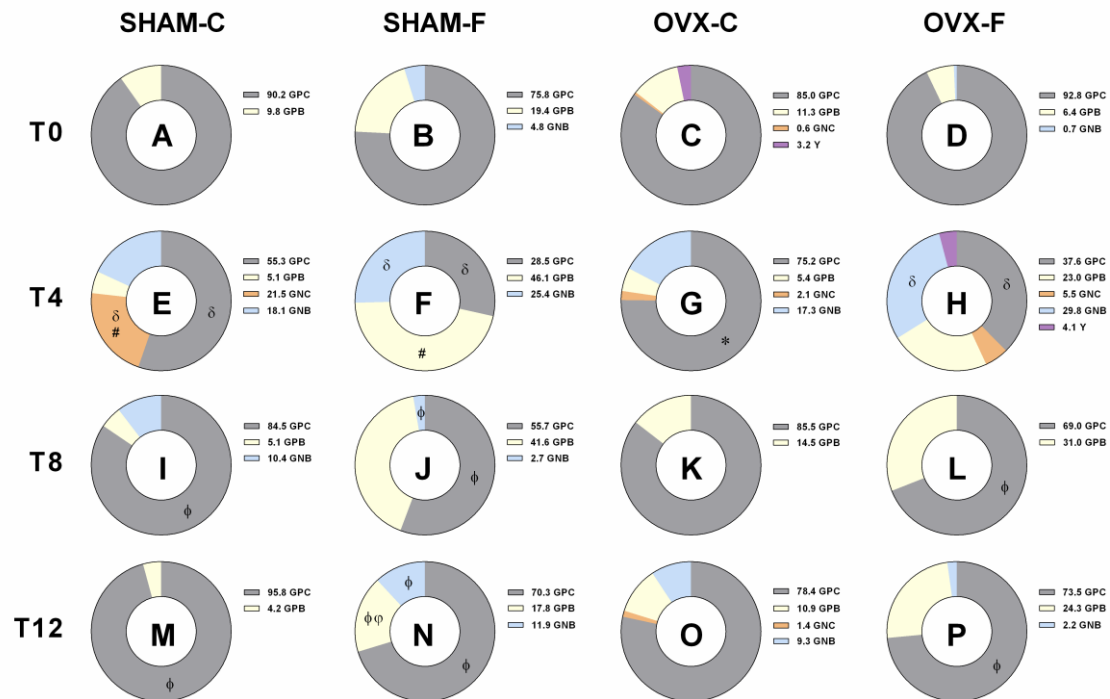 SHAM-C SHAM-F OVX-C OVX-F
T0
A
90.2 GPC
9.8 GPB
B
75.8 GPC
19.4 GPB
4.8 GNB
C
85.0 GPC
11.3 GPB
0.6 GNC
3.2 Y
D
92.8 GPC
6.4 GPB
0.7 GNB
T4
E
δ
δ
#
55.3 GPC
5.1 GPB
21.5 GNC
18.1 GNB
F
δ
δ
#
28.5 GPC
46.1 GPB
25.4 GNB
G
*
75.2 GPC
5.4 GPB
2.1 GNC
17.3 GNB
H
δ
δ
37.6 GPC
23.0 GPB
5.5 GNC
29.8 GNB
4.1 Y
T8
I
ϕ
84.5 GPC
5.1 GPB
10.4 GNB
J
ϕ
ϕ
55.7 GPC
41.6 GPB
2.7 GNB
K
85.5 GPC
14.5 GPB
L
ϕ
69.0 GPC
31.0 GPB
T12
M
ϕ
95.8 GPC
4.2 GPB
N
ϕ
ϕφ
ϕ
70.3 GPC
17.8 GPB
11.9 GNB
O
78.4 GPC
10.9 GPB
1.4 GNC
9.3 GNB
P
ϕ
73.5 GPC
24.3 GPB
2.2 GNB